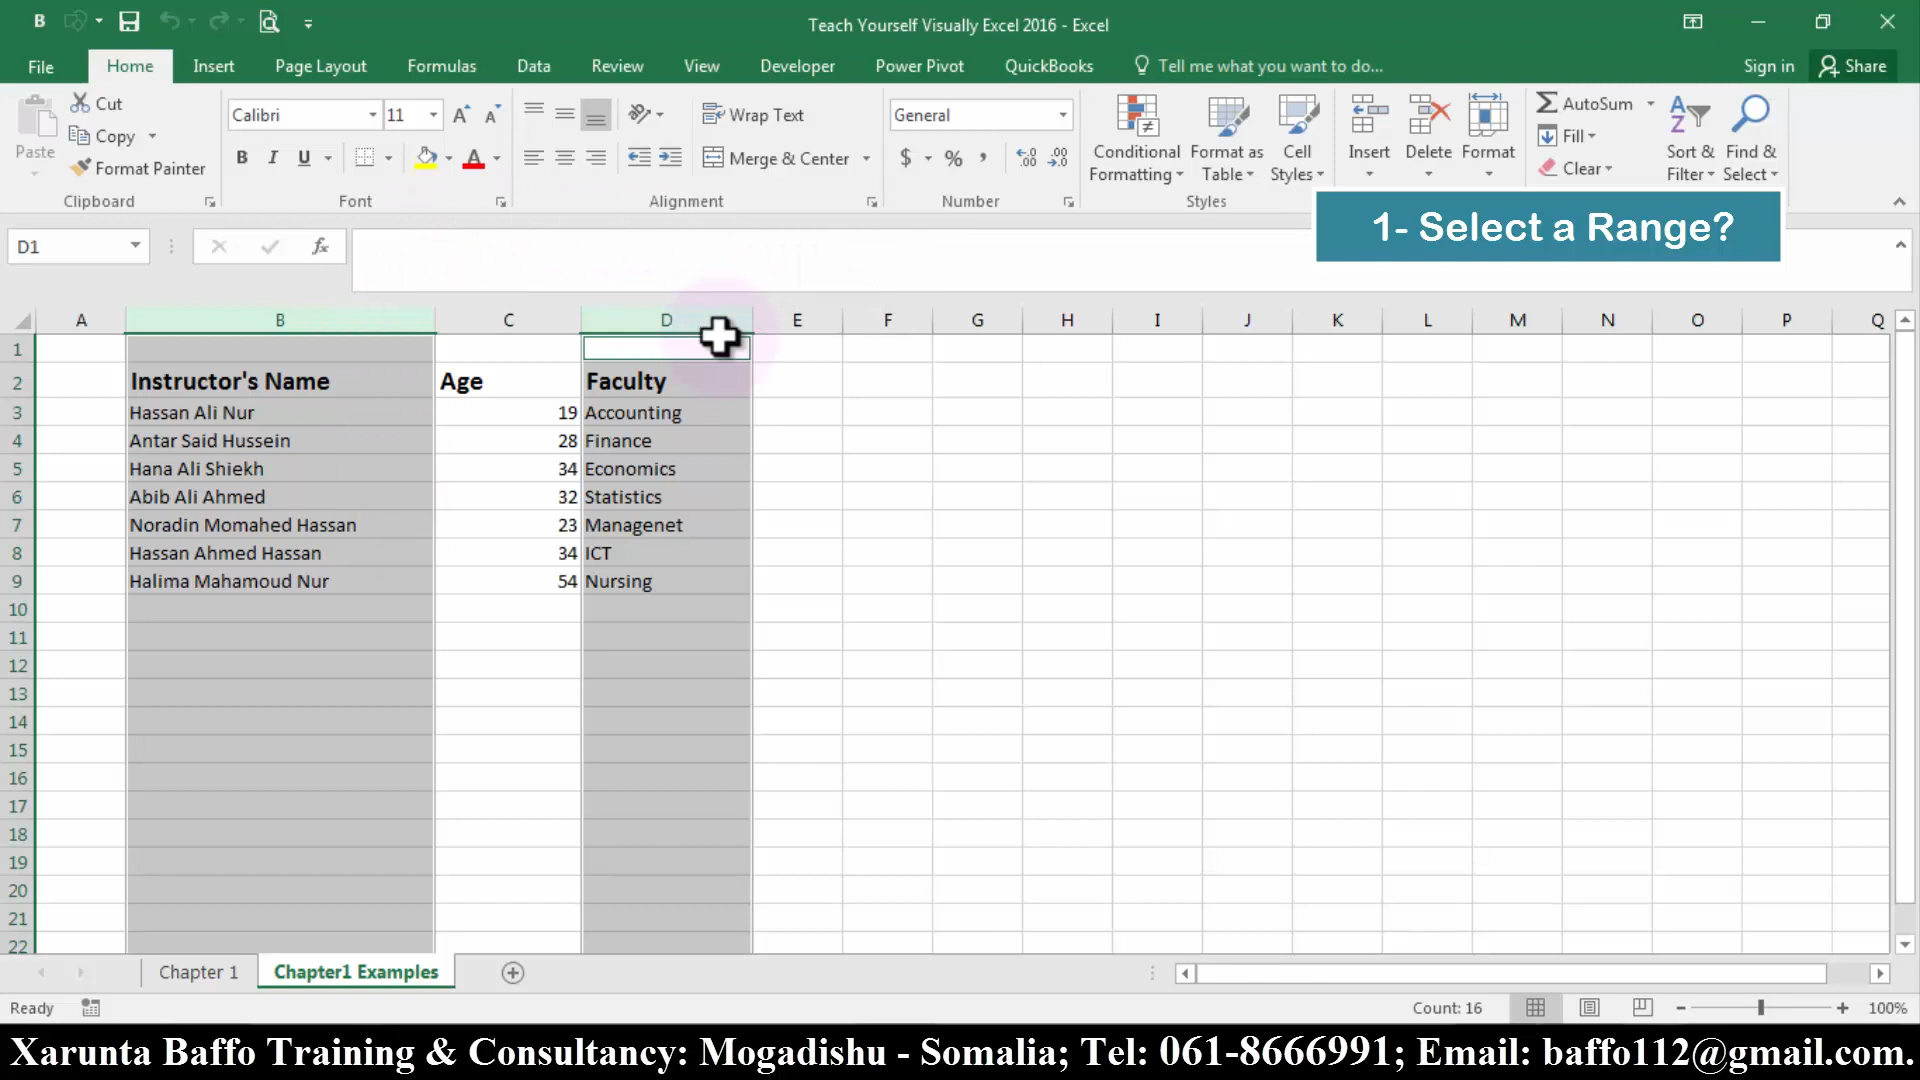 Teach Yourself Visually Excel 2016 - Excel
File Home Insert Page Layout Formulas Data Review View Developer Power Pivot QuickBooks Tell me what you want to do... Sign in Share
Paste
Cut
Copy
Format Painter
Clipboard
Calibri 11
B I U
Font
Wrap Text
Merge & Center
Alignment
General
$ % ,
Number
Conditional Formatting
Format as Table
Cell Styles
Styles
Insert Delete Format
AutoSum
Fill
Clear
Sort & Filter
Find & Select
1- Select a Range?
D1
fx
A B C D E F G H I J K L M N O P Q
1
2 Instructor's Name Age Faculty
3 Hassan Ali Nur 19 Accounting
4 Antar Said Hussein 28 Finance
5 Hana Ali Shiekh 34 Economics
6 Abib Ali Ahmed 32 Statistics
7 Noradin Momahed Hassan 23 Managenet
8 Hassan Ahmed Hassan 34 ICT
9 Halima Mahamoud Nur 54 Nursing
10
11
12
13
14
15
16
17
18
19
20
21
22
Chapter 1 Chapter1 Examples
Ready Count: 16 100%
Xarunta Baffo Training & Consultancy: Mogadishu - Somalia; Tel: 061-8666991; Email: baffo112@gmail.com.